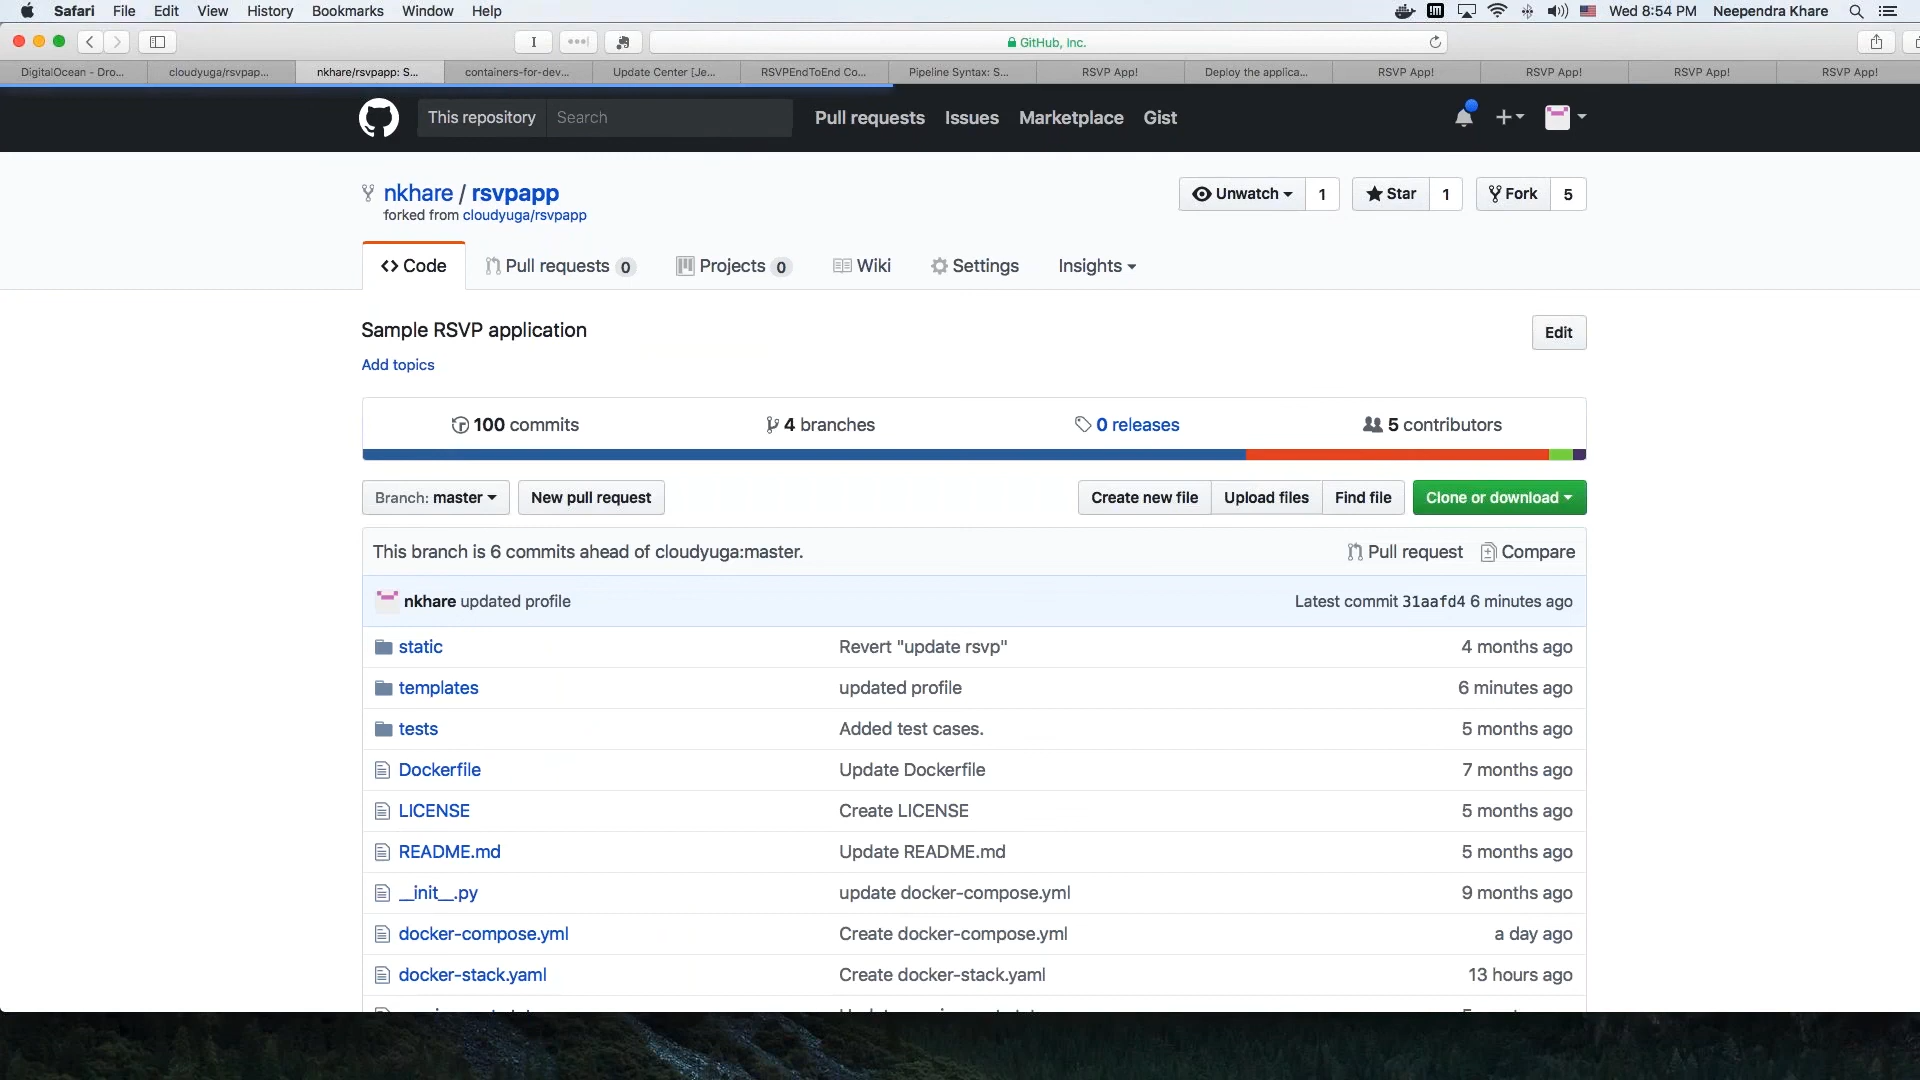 Safari File Edit View History Bookmarks Window Help Wed 8:54 PM Neependra Khare
GitHub, Inc.
DigitalOcean - Dro... cloudyuga/rsvpap... nkhare/rsvpapp: S... containers-for-dev... Update Center [Je... RSVPEndToEnd Co... Pipeline Syntax: S... RSVP App! Deploy the applica... RSVP App! RSVP App! RSVP App! RSVP App!
This repository Search Pull requests Issues Marketplace Gist
nkhare / rsvpapp Unwatch 1 Star 1 Fork 5
forked from cloudyuga/rsvpapp
Code Pull requests 0 Projects 0 Wiki Settings Insights
Sample RSVP application Edit
Add topics
100 commits 4 branches 0 releases 5 contributors
Branch: master New pull request Create new file Upload files Find file Clone or download
This branch is 6 commits ahead of cloudyuga:master. Pull request Compare
nkhare updated profile Latest commit 31aafd4 6 minutes ago
static Revert "update rsvp" 4 months ago
templates updated profile 6 minutes ago
tests Added test cases. 5 months ago
Dockerfile Update Dockerfile 7 months ago
LICENSE Create LICENSE 5 months ago
README.md Update README.md 5 months ago
__init__.py update docker-compose.yml 9 months ago
docker-compose.yml Create docker-compose.yml a day ago
docker-stack.yaml Create docker-stack.yaml 13 hours ago